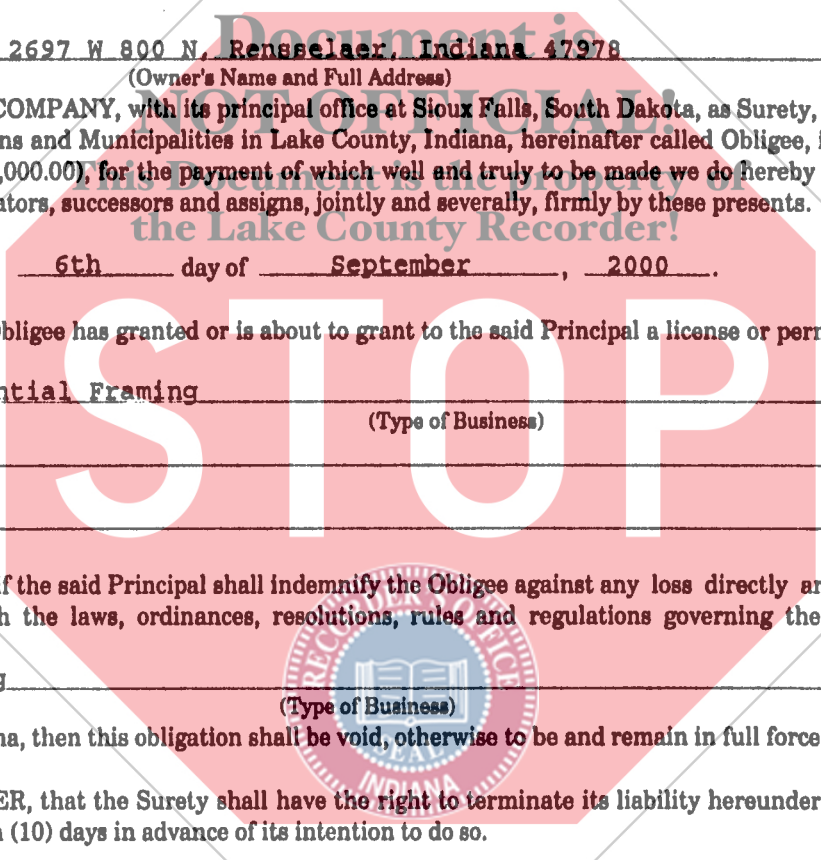 Document is
2697 W 800 N, Rensselaer, Indiana 47978
(Owner's Name and Full Address)
COMPANY, with its principal office at Sioux Falls, South Dakota, as Surety,
NOT OFFICIAL!
ns and Municipalities in Lake County, Indiana, hereinafter called Obligee, i
,000.00), for the payment of which well and truly to be made we do hereby
This Document is the property of
ators, successors and assigns, jointly and severally, firmly by these presents.
the Lake County Recorder!
6th day of September, 2000.
bligee has granted or is about to grant to the said Principal a license or perm
ntial Framing
(Type of Business)
STOP
f the said Principal shall indemnify the Obligee against any loss directly ar
h the laws, ordinances, resolutions, rules and regulations governing the
RECORDER'S OFFICE
g
(Type of Business)
na, then this obligation shall be void, otherwise to be and remain in full force
SEAL
INDIANA
ER, that the Surety shall have the right to terminate its liability hereunder
n (10) days in advance of its intention to do so.